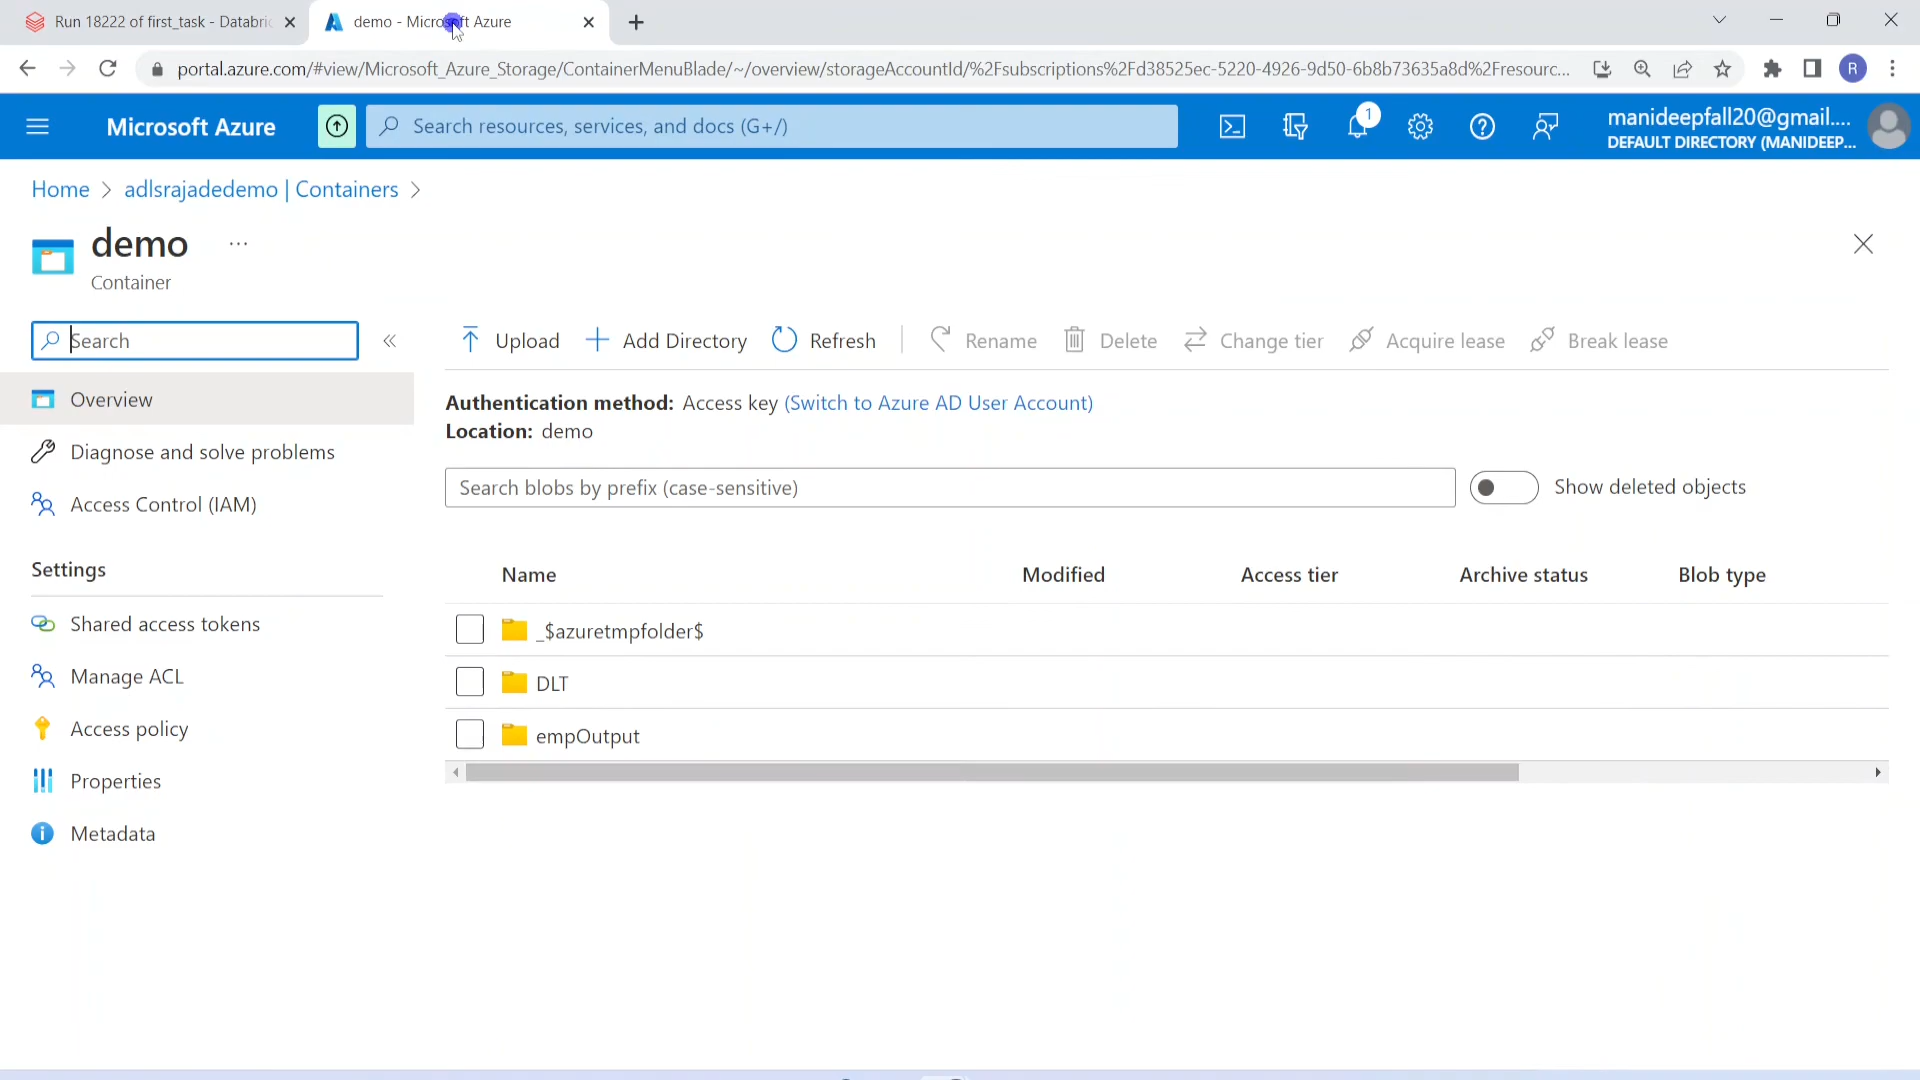 Run 18222 of first_task - Databric
demo - Microsoft Azure
portal.azure.com/#view/Microsoft_Azure_Storage/ContainerMenuBlade/~/overview/storageAccountId/%2Fsubscriptions%2Fd38525ec-5220-4926-9d50-6b8b73635a8d%2Fresourc...
R
Microsoft Azure
Search resources, services, and docs (G+/)
1
manideepfall20@gmail....
DEFAULT DIRECTORY (MANIDEEP...
Home > adlsrajadedemo | Containers >
demo ...
Container
Search
Upload
Add Directory
Refresh
Rename
Delete
Change tier
Acquire lease
Break lease
Overview
Diagnose and solve problems
Access Control (IAM)
Settings
Shared access tokens
Manage ACL
Access policy
Properties
Metadata
Authentication method: Access key (Switch to Azure AD User Account)
Location: demo
Search blobs by prefix (case-sensitive)
Show deleted objects
Name Modified Access tier Archive status Blob type
_$azuretmpfolder$
DLT
empOutput